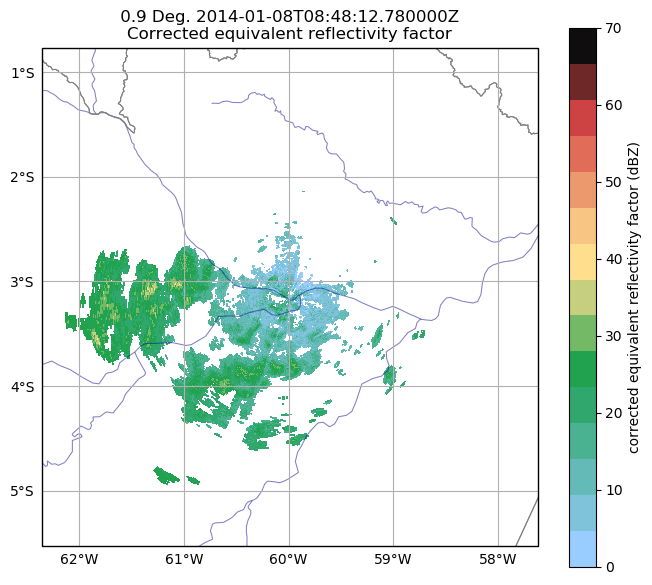 0.9 Deg. 2014-01-08T08:48:12.780000Z
Corrected equivalent reflectivity factor
1°S
2°S
3°S
4°S
5°S
62°W
61°W
60°W
59°W
58°W
70
60
50
40
30
20
10
0
corrected equivalent reflectivity factor (dBZ)